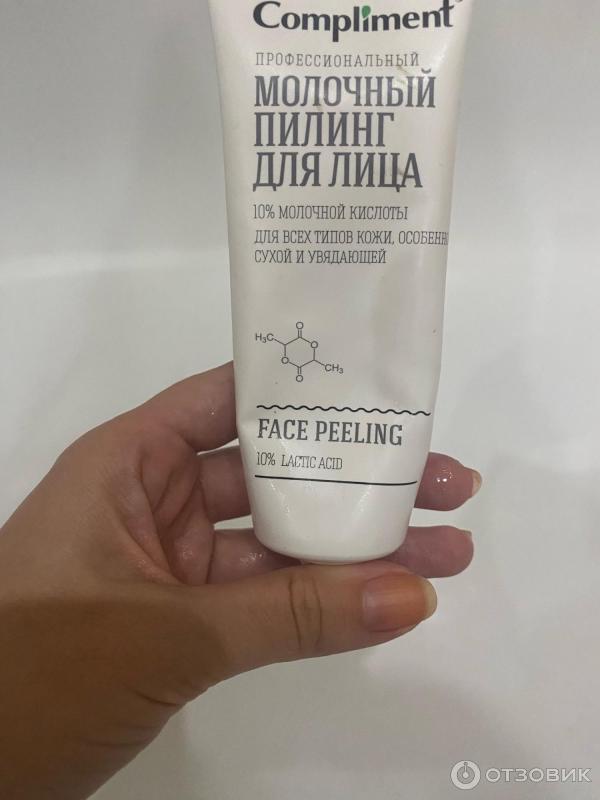 Compliment
ПРОФЕССИОНАЛЬНЫЙ
МОЛОЧНЫЙ
ПИЛИНГ
ДЛЯ ЛИЦА
10% МОЛОЧНОЙ КИСЛОТЫ
ДЛЯ ВСЕХ ТИПОВ КОЖИ, ОСОБЕНН
СУХОЙ И УВЯДАЮЩЕЙ
O
H₃C
O
O
CH₃
O
FACE PEELING
10% LACTIC ACID
ОТЗОВИК